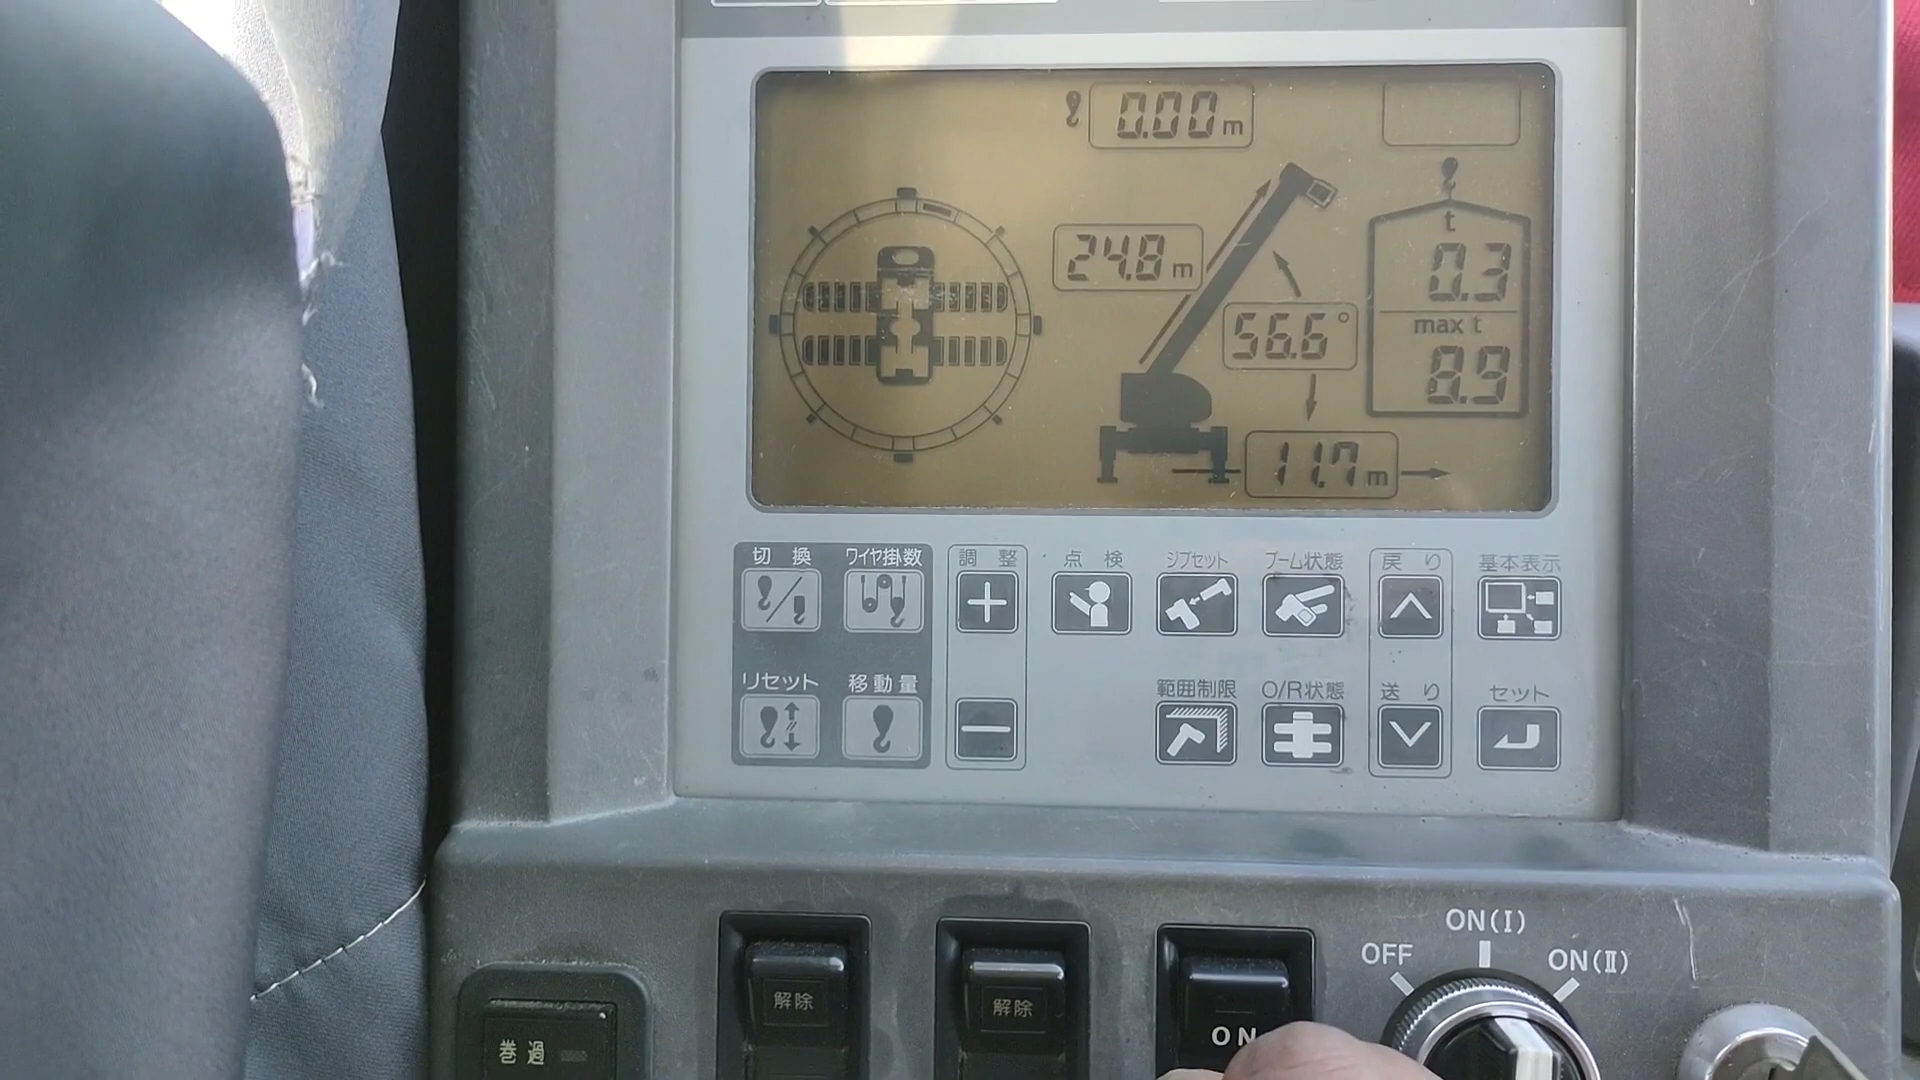 0.00 m
24.8 m
56.6°
11.7 m
t
0.3
max t
8.9
切換
ワイヤ掛数
調整
点検
ジブセット
ブーム状態
戻り
基本表示
リセット
移動量
範囲制限
O/R状態
送り
セット
巻過
解除
解除
ON
OFF
ON(I)
ON(II)